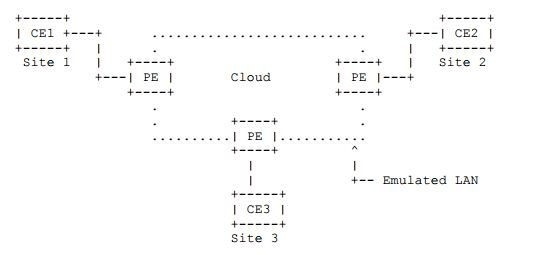 CE1
CE2
Site 1
Site 2
PE
Cloud
PE
PE
Emulated LAN
CE3
Site 3